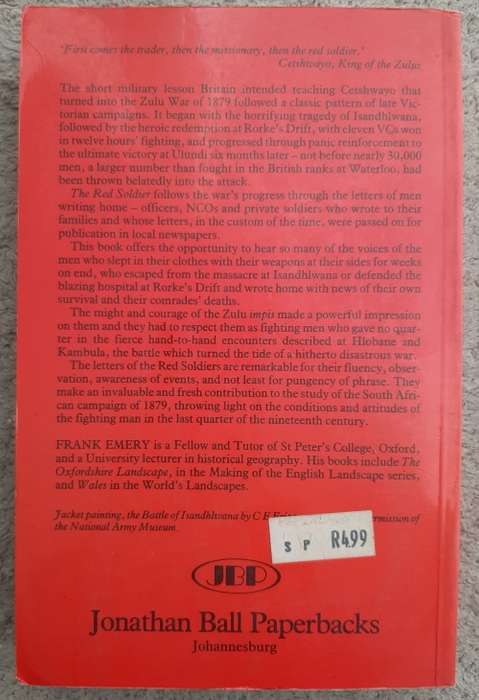 'First comes the trader, then the missionary, then the red soldier.'
Cetshwayo, King of the Zulus
The short military lesson Britain intended teaching Cetshwayo that
turned into the Zulu War of 1879 followed a classic pattern of late Vic-
torian campaigns. It began with the horrifying tragedy of Isandhlwana,
followed by the heroic redemption at Rorke's Drift, with eleven VCs won
in twelve hours' fighting, and progressed through panic reinforcement to
the ultimate victory at Ulundi six months later – not before nearly 30,000
men, a larger number than fought in the British ranks at Waterloo, had
been thrown belatedly into the attack.
The Red Soldier follows the war's progress through the letters of men
writing home – officers, NCOs and private soldiers who wrote to their
families and whose letters, in the custom of the time, were passed on for
publication in local newspapers.
This book offers the opportunity to hear so many of the voices of the
men who slept in their clothes with their weapons at their sides for weeks
on end, who escaped from the massacre at Isandhlwana or defended the
blazing hospital at Rorke's Drift and wrote home with news of their own
survival and their comrades' deaths.
The might and courage of the Zulu impis made a powerful impression
on them and they had to respect them as fighting men who gave no quar-
ter in the fierce hand-to-hand encounters described at Hlobane and
Kambula, the battle which turned the tide of a hitherto disastrous war.
The letters of the Red Soldiers are remarkable for their fluency, obser-
vation, awareness of events, and not least for pungency of phrase. They
make an invaluable and fresh contribution to the study of the South Afri-
can campaign of 1879, throwing light on the conditions and attitudes of
the fighting man in the last quarter of the nineteenth century.
FRANK EMERY is a Fellow and Tutor of St Peter's College, Oxford,
and a University lecturer in historical geography. His books include The
Oxfordshire Landscape, in the Making of the English Landscape series,
and Wales in the World's Landscapes.
Jacket painting, the Battle of Isandhlwana by C E
the National Army Museum
S P R4.99
JBP
Jonathan Ball Paperbacks
Johannesburg